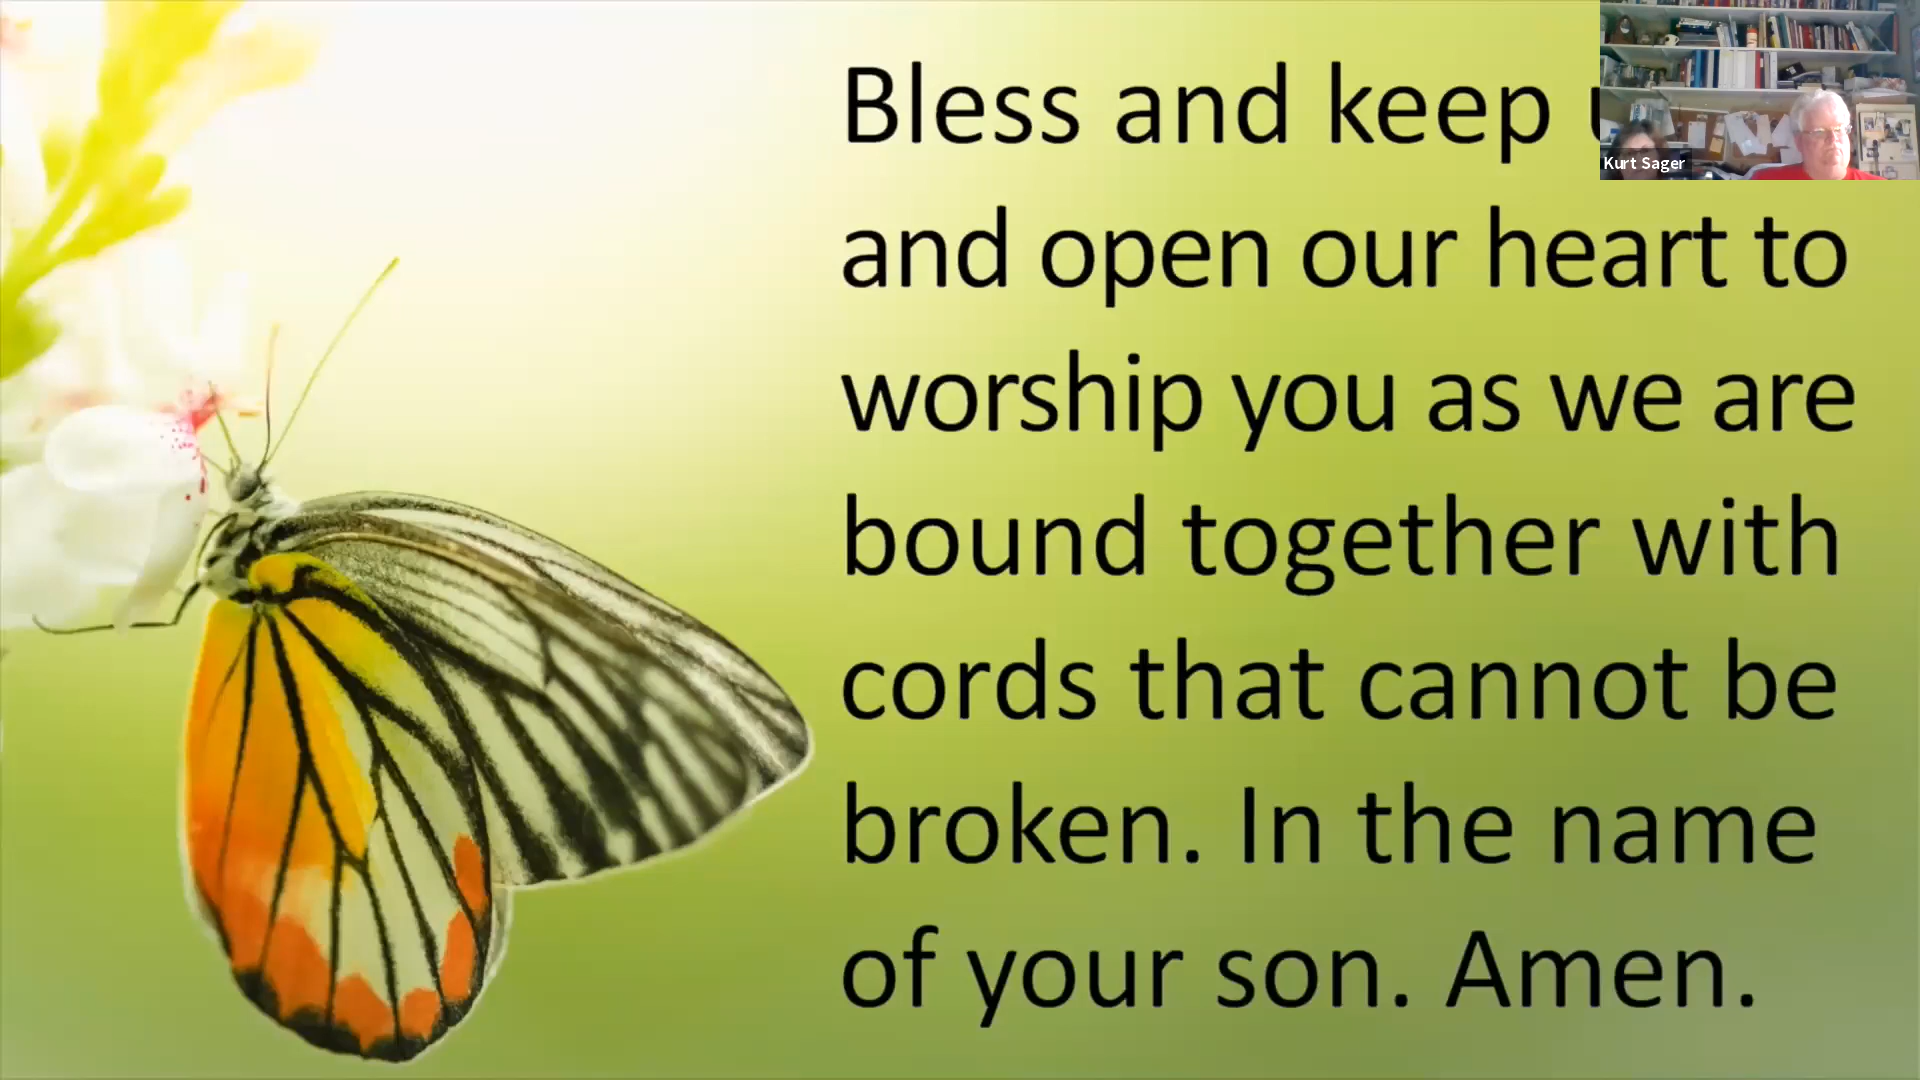 Bless and keep
and open our heart to
worship you as we are
bound together with
cords that cannot be
broken. In the name
of your son. Amen.
Kurt Sager